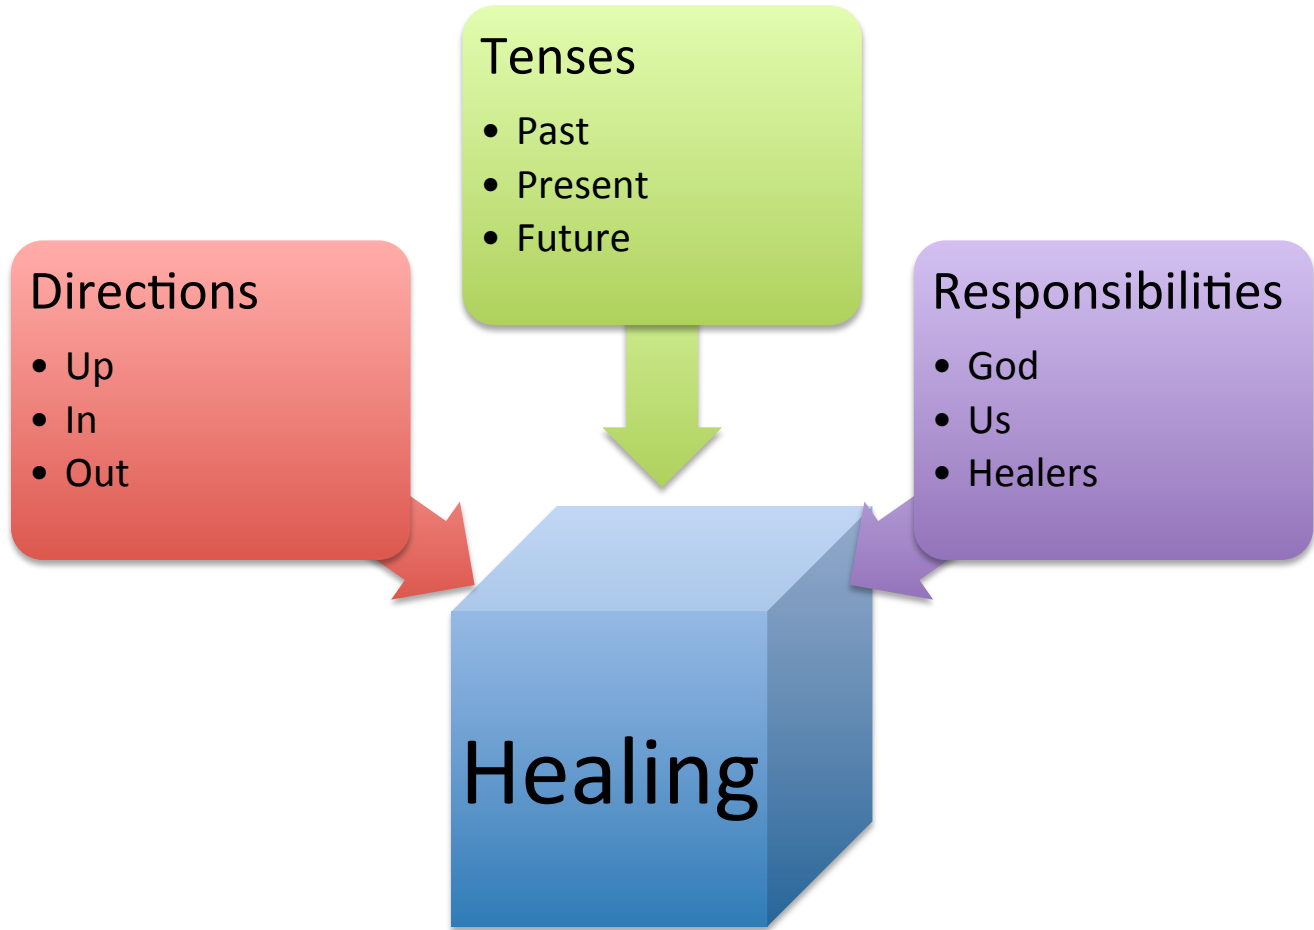 Tenses
• Past
• Present
• Future
Directions
• Up
• In
• Out
Responsibilities
• God
• Us
• Healers
Healing